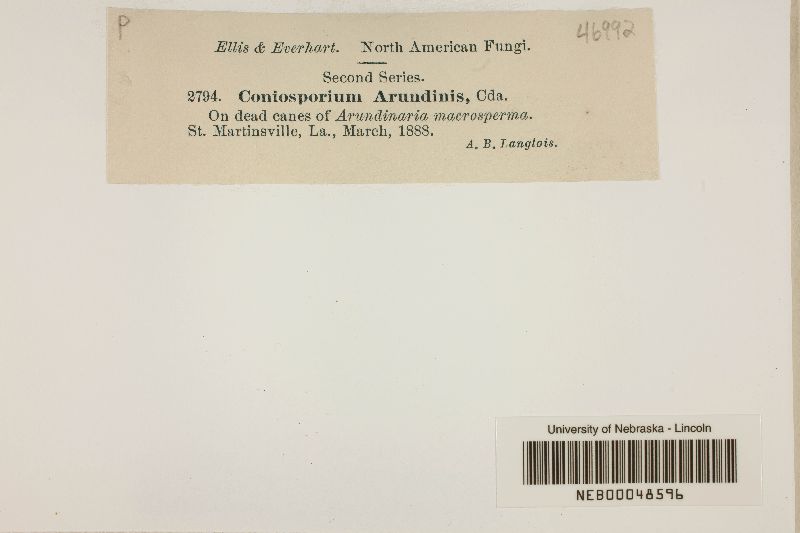 P
46992
Ellis & Everhart. North American Fungi.
Second Series.
2794. Coniosporium Arundinis, Cda.
On dead canes of Arundinaria macrosperma.
St. Martinsville, La., March, 1888.
A. B. Langlois.
University of Nebraska - Lincoln
NEB00048596